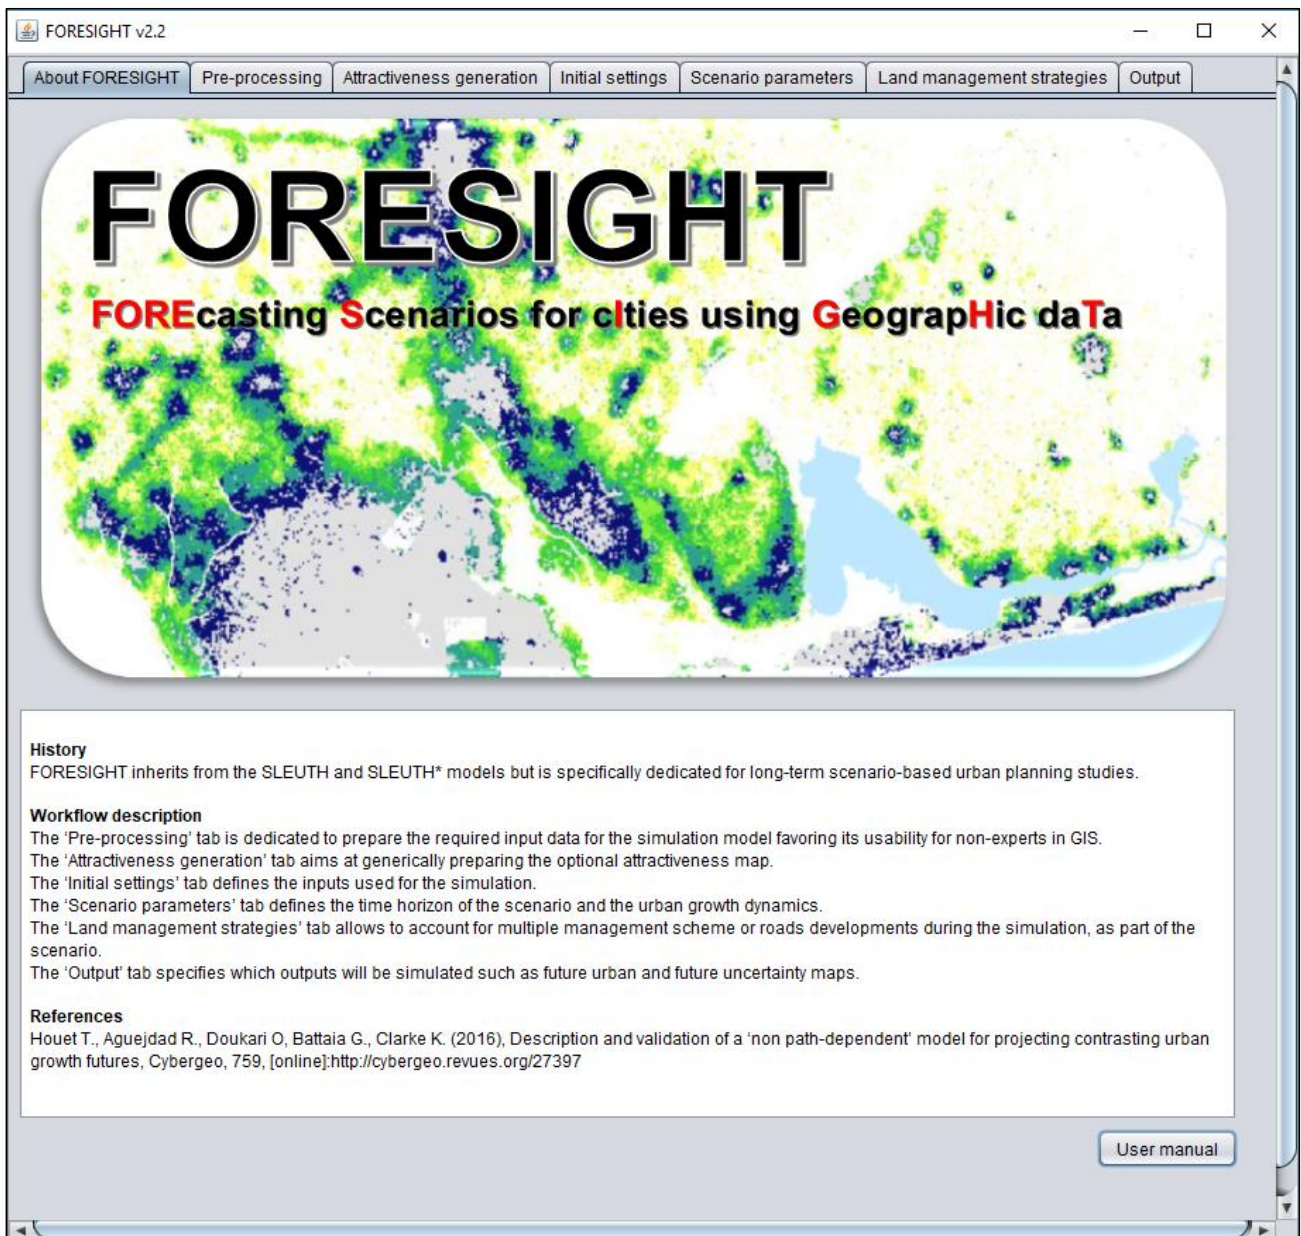 FORESIGHT v2.2
About FORESIGHT Pre-processing Attractiveness generation Initial settings Scenario parameters Land management strategies Output
FORESIGHT
FOREcasting Scenarios for cIties using GeograpHic daTa
History
FORESIGHT inherits from the SLEUTH and SLEUTH* models but is specifically dedicated for long-term scenario-based urban planning studies.
Workflow description
The ‘Pre-processing’ tab is dedicated to prepare the required input data for the simulation model favoring its usability for non-experts in GIS.
The ‘Attractiveness generation’ tab aims at generically preparing the optional attractiveness map.
The ‘Initial settings’ tab defines the inputs used for the simulation.
The ‘Scenario parameters’ tab defines the time horizon of the scenario and the urban growth dynamics.
The ‘Land management strategies’ tab allows to account for multiple management scheme or roads developments during the simulation, as part of the
scenario.
The ‘Output’ tab specifies which outputs will be simulated such as future urban and future uncertainty maps.
References
Houet T., Aguejdad R., Doukari O, Battaia G., Clarke K. (2016), Description and validation of a ‘non path-dependent’ model for projecting contrasting urban
growth futures, Cybergeo, 759, [online]:http://cybergeo.revues.org/27397
User manual